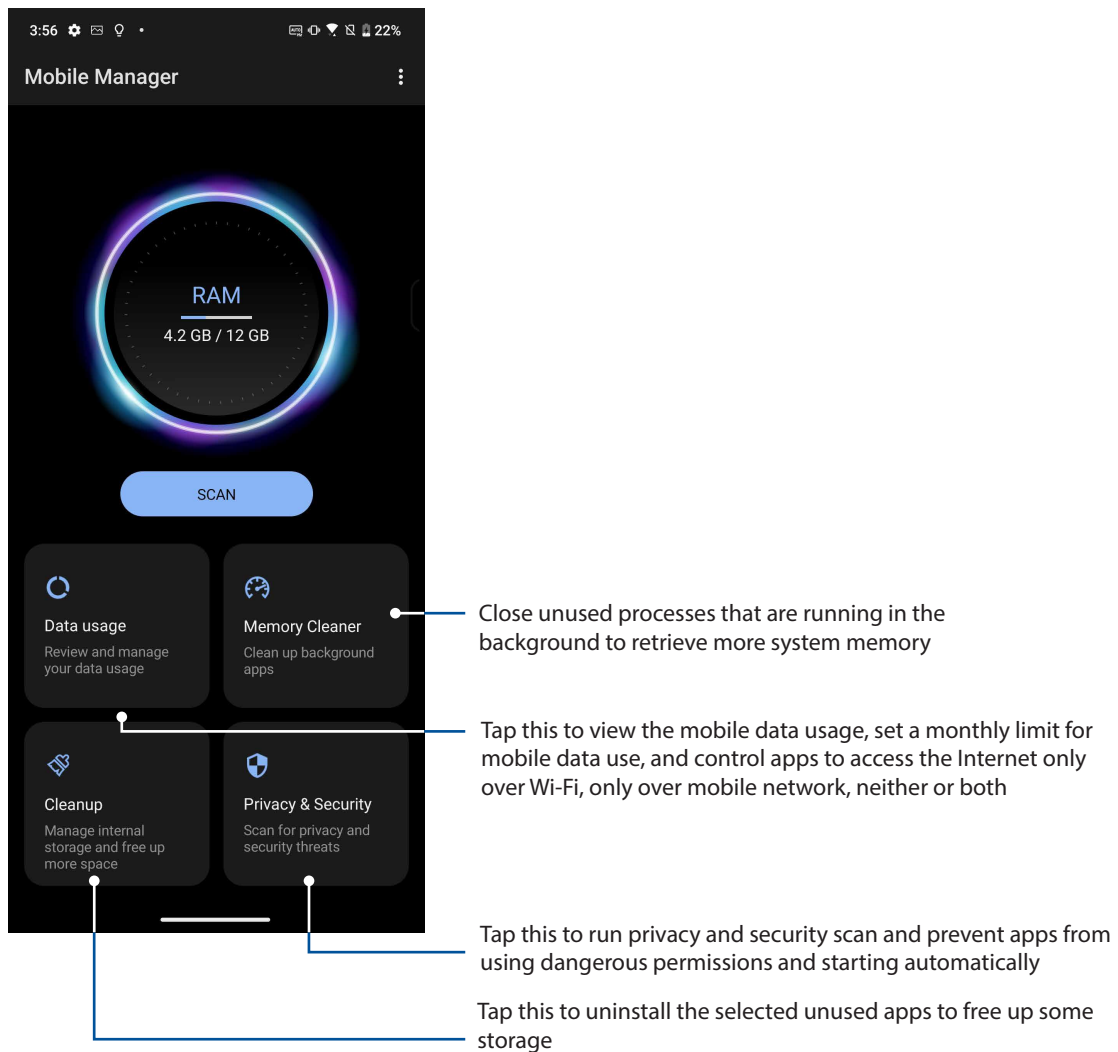 3:56
22%
Mobile Manager
RAM
4.2 GB / 12 GB
SCAN
Data usage
Review and manage
your data usage
Memory Cleaner
Clean up background
apps
Cleanup
Manage internal
storage and free up
more space
Privacy & Security
Scan for privacy and
security threats
Close unused processes that are running in the
background to retrieve more system memory
Tap this to view the mobile data usage, set a monthly limit for
mobile data use, and control apps to access the Internet only
over Wi-Fi, only over mobile network, neither or both
Tap this to run privacy and security scan and prevent apps from
using dangerous permissions and starting automatically
Tap this to uninstall the selected unused apps to free up some
storage